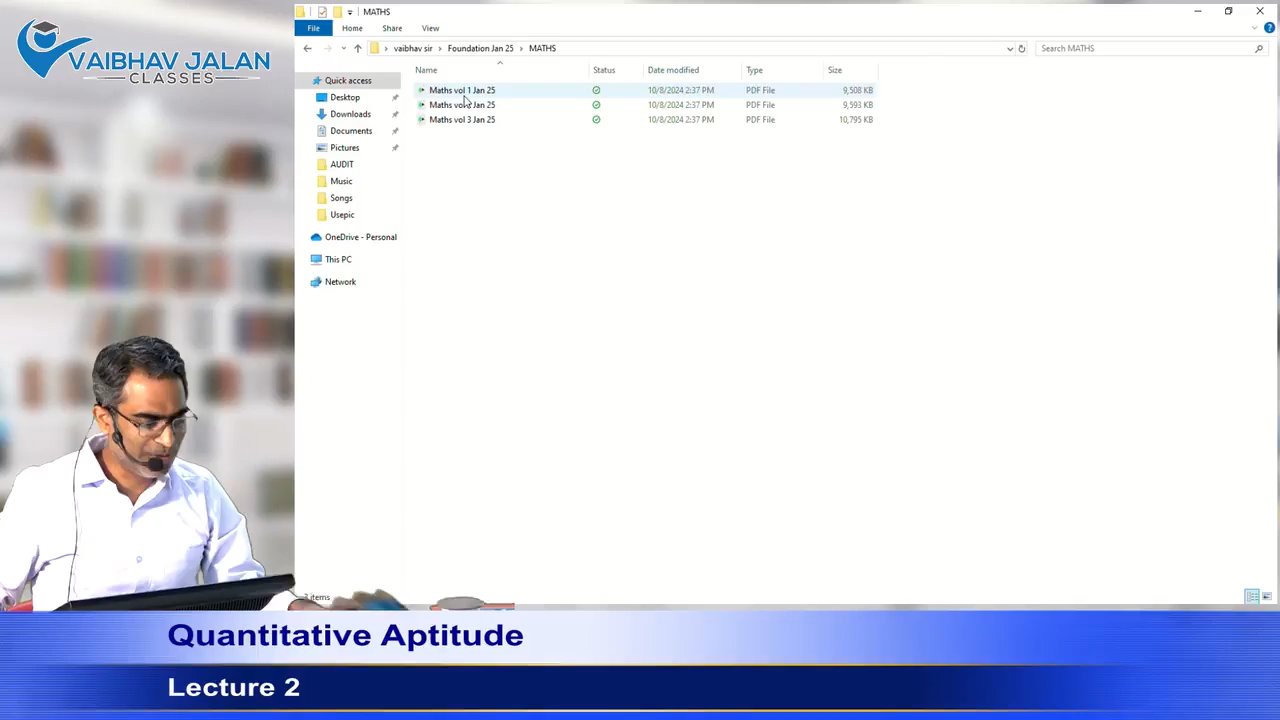 VAIBHAV JALAN
CLASSES
MATHS
File Home Share View
vaibhav sir › Foundation Jan 25 › MATHS
Search MATHS
Name Status Date modified Type Size
Quick access
Desktop
Downloads
Documents
Pictures
AUDIT
Music
Songs
Usepic
OneDrive - Personal
This PC
Network
Maths vol 1 Jan 25 10/8/2024 2:37 PM PDF File 9,508 KB
Maths vol 2 Jan 25 10/8/2024 2:37 PM PDF File 9,593 KB
Maths vol 3 Jan 25 10/8/2024 2:37 PM PDF File 10,795 KB
items
Quantitative Aptitude
Lecture 2